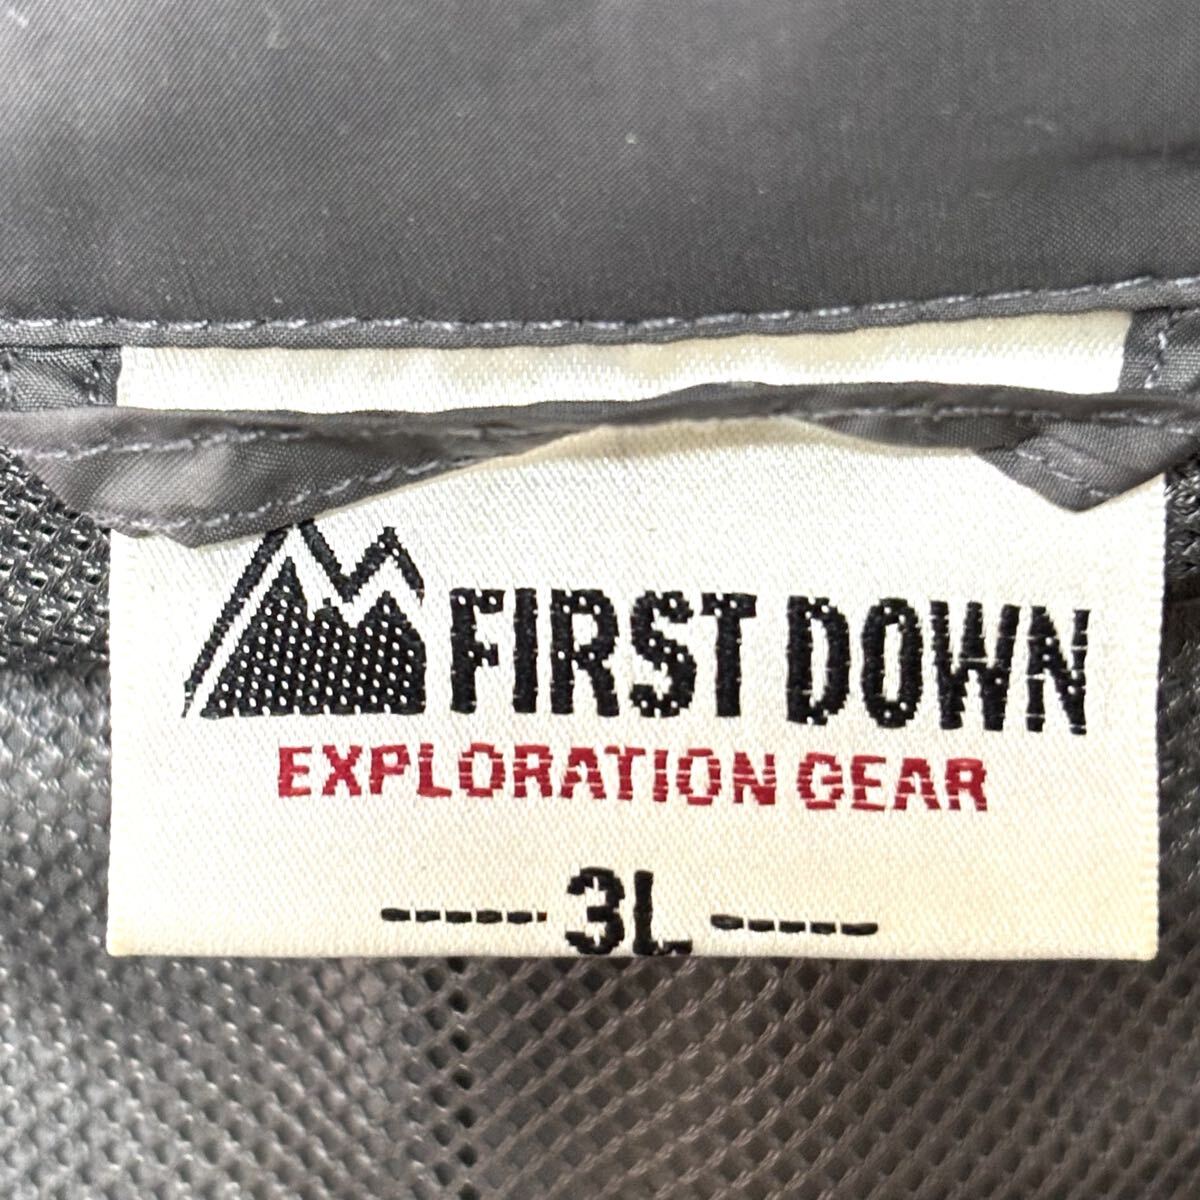 FIRST DOWN
EXPLORATION GEAR
----- 3L -----